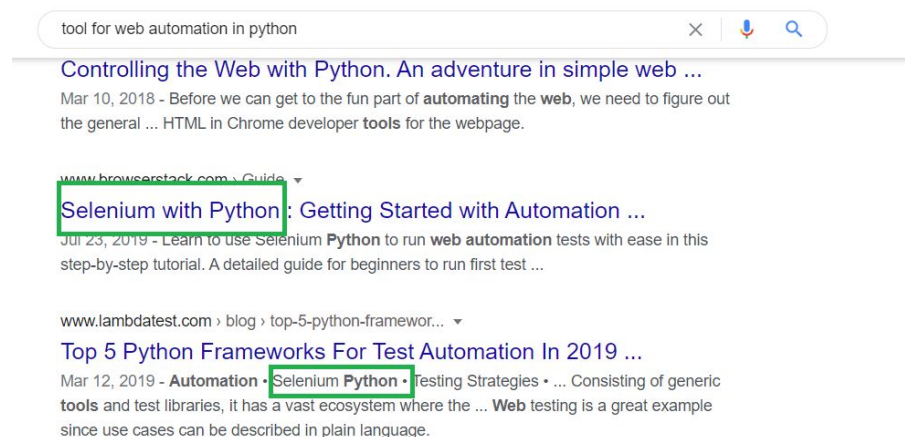 tool for web automation in python
Controlling the Web with Python. An adventure in simple web ...
Mar 10, 2018 - Before we can get to the fun part of automating the web, we need to figure out
the general ... HTML in Chrome developer tools for the webpage.
www.browserstack.com › Guide
Selenium with Python : Getting Started with Automation ...
Jul 23, 2019 - Learn to use Selenium Python to run web automation tests with ease in this
step-by-step tutorial. A detailed guide for beginners to run first test ...
www.lambdatest.com › blog › top-5-python-framewor...
Top 5 Python Frameworks For Test Automation In 2019 ...
Mar 12, 2019 - Automation • Selenium Python • Testing Strategies • ... Consisting of generic
tools and test libraries, it has a vast ecosystem where the ... Web testing is a great example
since use cases can be described in plain language.